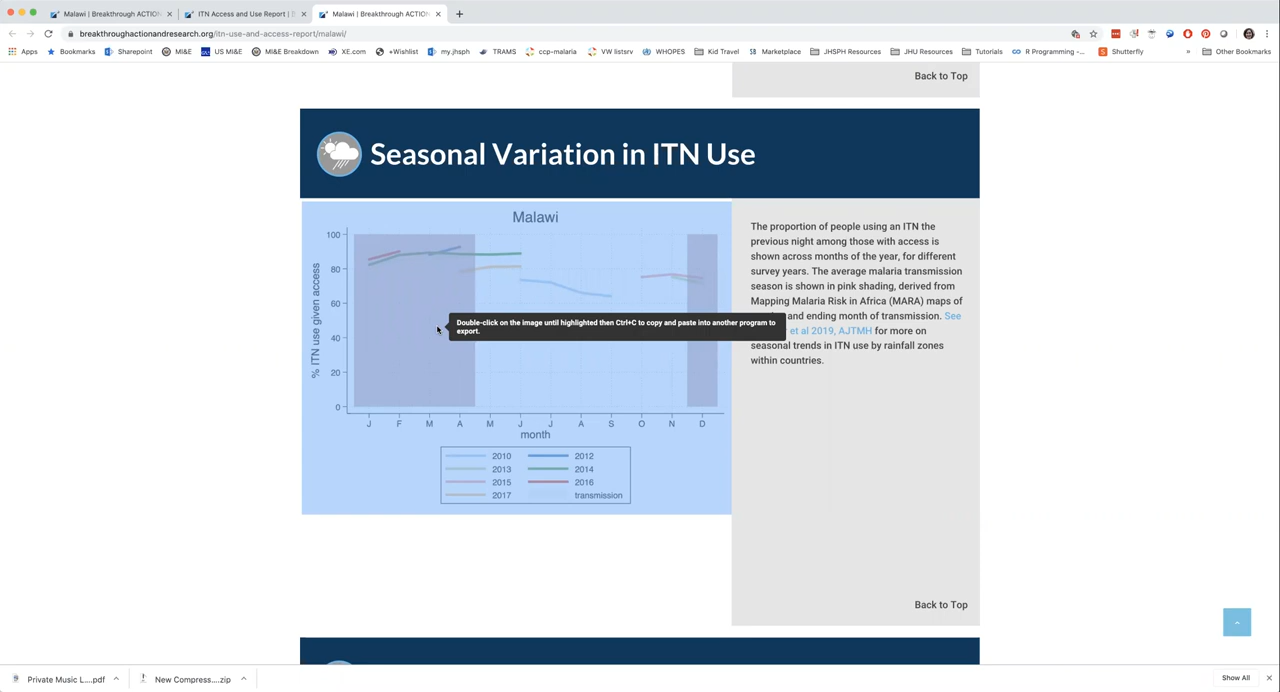 Malawi | Breakthrough ACTION
ITN Access and Use Report |
Malawi | Breakthrough ACTION
breakthroughactionandresearch.org/itn-use-and-access-report/malawi/
Apps Bookmarks Sharepoint MI&E US MI&E MI&E Breakdown XE.com +Wishlist my.jhsph TRAMS ccp-malaria VW listsrv WHOPES Kid Travel Marketplace JHSPH Resources JHU Resources Tutorials R Programming -... Shutterfly » Other Bookmarks
Back to Top
Seasonal Variation in ITN Use
Malawi
% ITN use given access
100
80
60
40
20
0
J F M A M J J A S O N D
month
2010 2012
2013 2014
2015 2016
2017 transmission
Double-click on the image until highlighted then Ctrl+C to copy and paste into another program to
export.
The proportion of people using an ITN the
previous night among those with access is
shown across months of the year, for different
survey years. The average malaria transmission
season is shown in pink shading, derived from
Mapping Malaria Risk in Africa (MARA) maps of
and ending month of transmission. See
et al 2019, AJTMH for more on
seasonal trends in ITN use by rainfall zones
within countries.
Back to Top
Private Music L....pdf
New Compress....zip
Show All